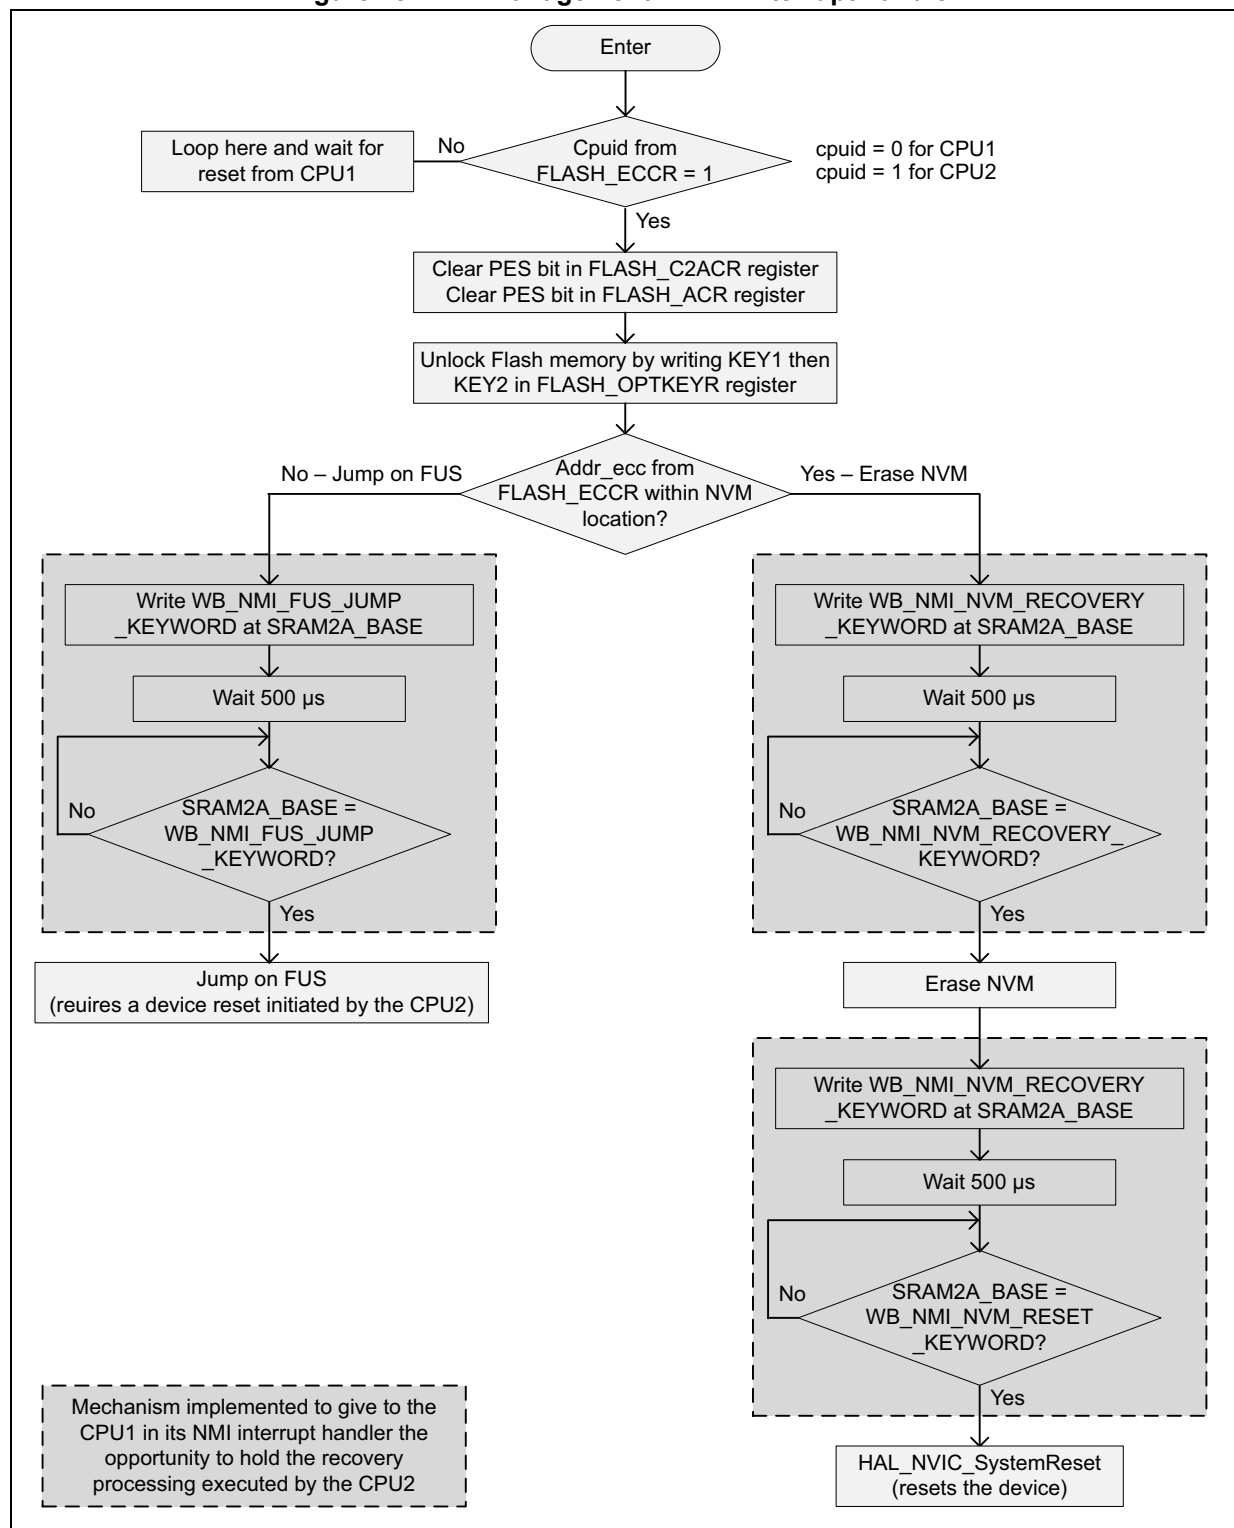 Enter
Cpuid from
FLASH_ECCR = 1
cpuid = 0 for CPU1
cpuid = 1 for CPU2
No
Loop here and wait for
reset from CPU1
Yes
Clear PES bit in FLASH_C2ACR register
Clear PES bit in FLASH_ACR register
Unlock Flash memory by writing KEY1 then
KEY2 in FLASH_OPTKEYR register
Addr_ecc from
FLASH_ECCR within NVM
location?
No – Jump on FUS
Yes – Erase NVM
Write WB_NMI_FUS_JUMP
_KEYWORD at SRAM2A_BASE
Wait 500 µs
SRAM2A_BASE =
WB_NMI_FUS_JUMP
_KEYWORD?
No
Yes
Jump on FUS
(reuires a device reset initiated by the CPU2)
Write WB_NMI_NVM_RECOVERY
_KEYWORD at SRAM2A_BASE
Wait 500 µs
SRAM2A_BASE =
WB_NMI_NVM_RECOVERY_
KEYWORD?
No
Yes
Erase NVM
Write WB_NMI_NVM_RECOVERY
_KEYWORD at SRAM2A_BASE
Wait 500 µs
SRAM2A_BASE =
WB_NMI_NVM_RESET
_KEYWORD?
No
Yes
HAL_NVIC_SystemReset
(resets the device)
Mechanism implemented to give to the
CPU1 in its NMI interrupt handler the
opportunity to hold the recovery
processing executed by the CPU2